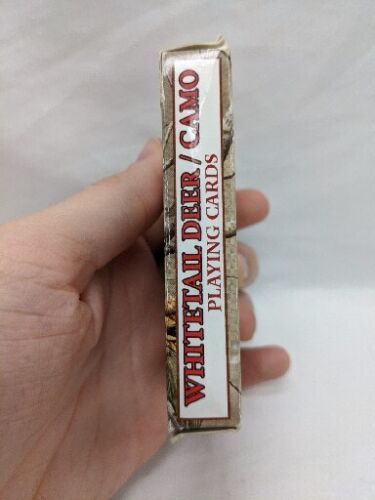 WHITETAIL DEER / CAMO
PLAYING CARDS